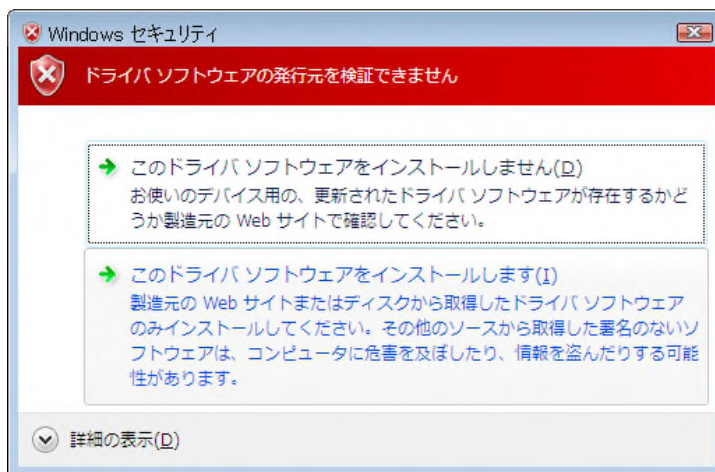 Windows セキュリティ
ドライバ ソフトウェアの発行元を検証できません
このドライバ ソフトウェアをインストールしません(D)
お使いのデバイス用の、更新されたドライバ ソフトウェアが存在するかど
うか製造元の Web サイトで確認してください。
このドライバ ソフトウェアをインストールします(I)
製造元の Web サイトまたはディスクから取得したドライバ ソフトウェア
のみインストールしてください。その他のソースから取得した署名のないソ
フトウェアは、コンピュータに危害を及ぼしたり、情報を盗んだりする可能
性があります。
詳細の表示(D)